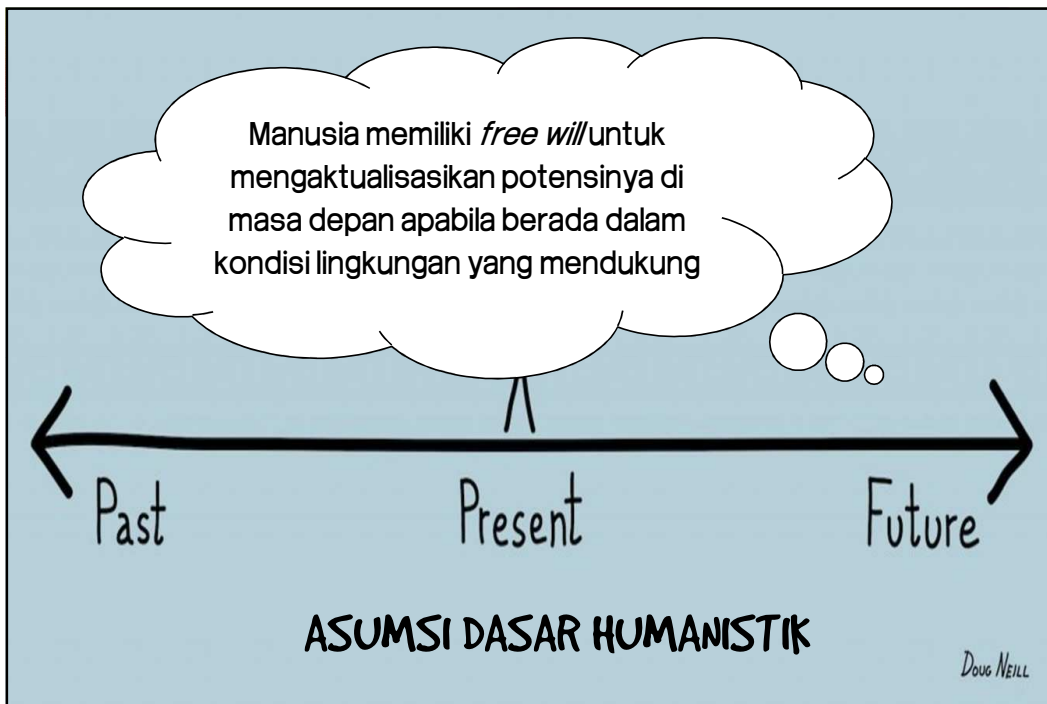 Manusia memiliki free will untuk
mengaktualisasikan potensinya di
masa depan apabila berada dalam
kondisi lingkungan yang mendukung
Past
Present
Future
ASUMSI DASAR HUMANISTIK
DOUG NEILL